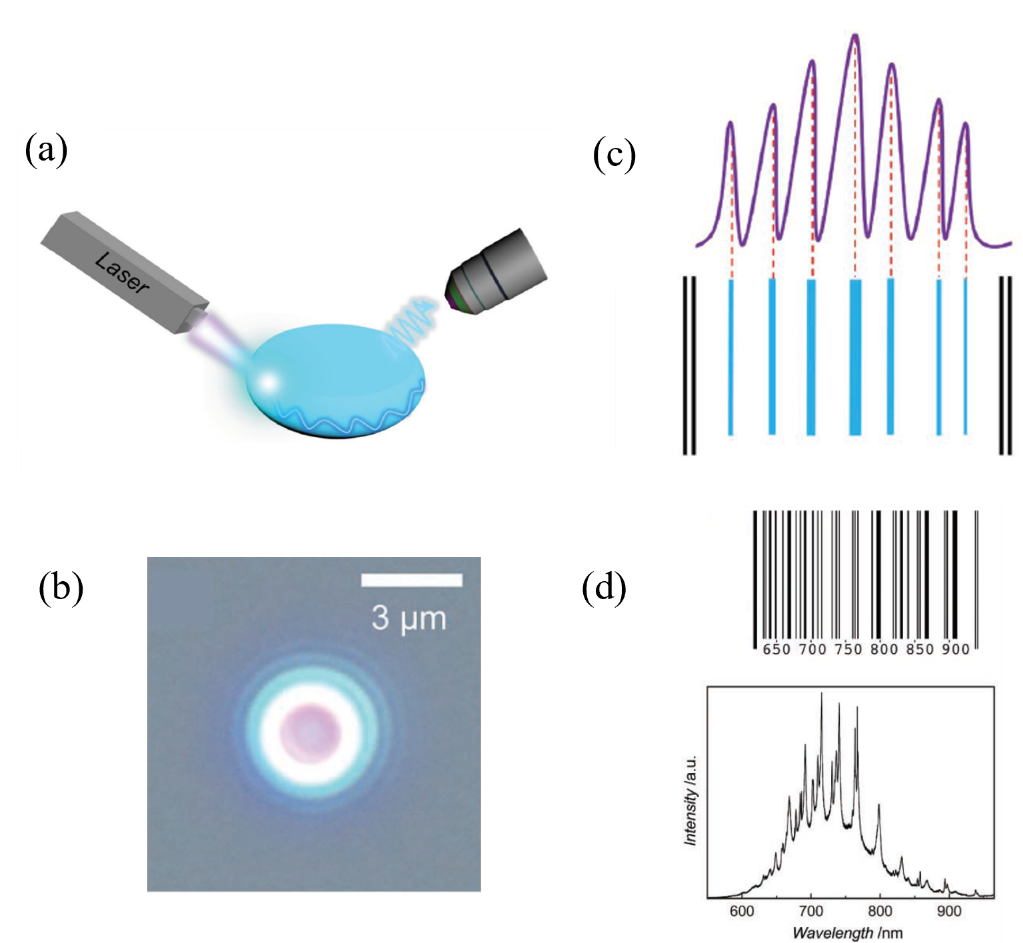 (a)
Laser
(c)
(b)
3 μm
(d)
650 700 750 800 850 900
Intensity /a.u.
600 700 800 900
Wavelength /nm